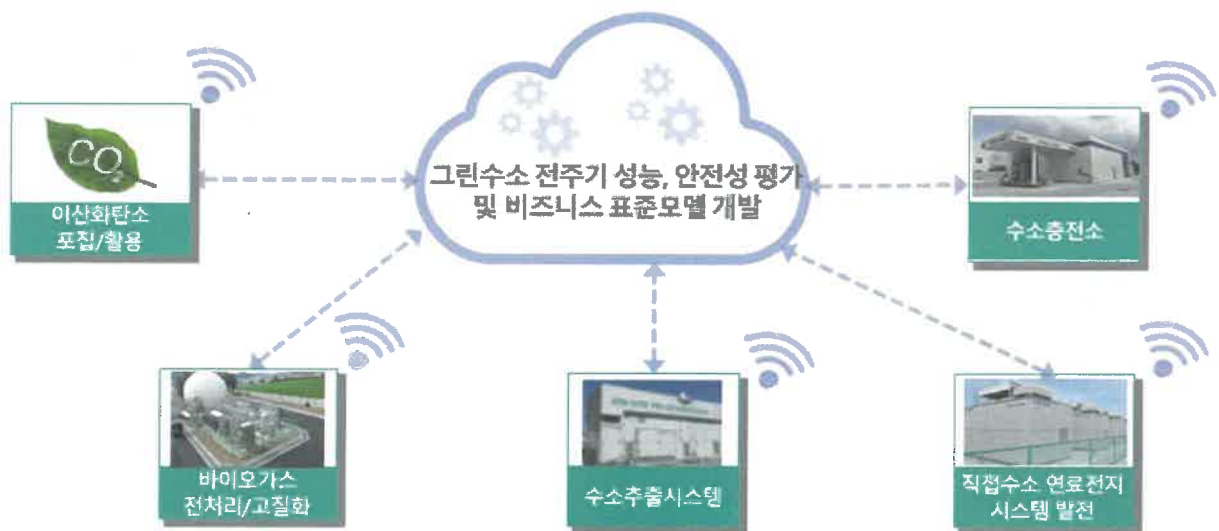 그린수소 전주기 성능, 안전성 평가
및 비즈니스 표준모델 개발
CO₂
이산화탄소
포집/활용
수소충전소
바이오가스
전처리/고질화
수소추출시스템
직접수소 연료전지
시스템 발전